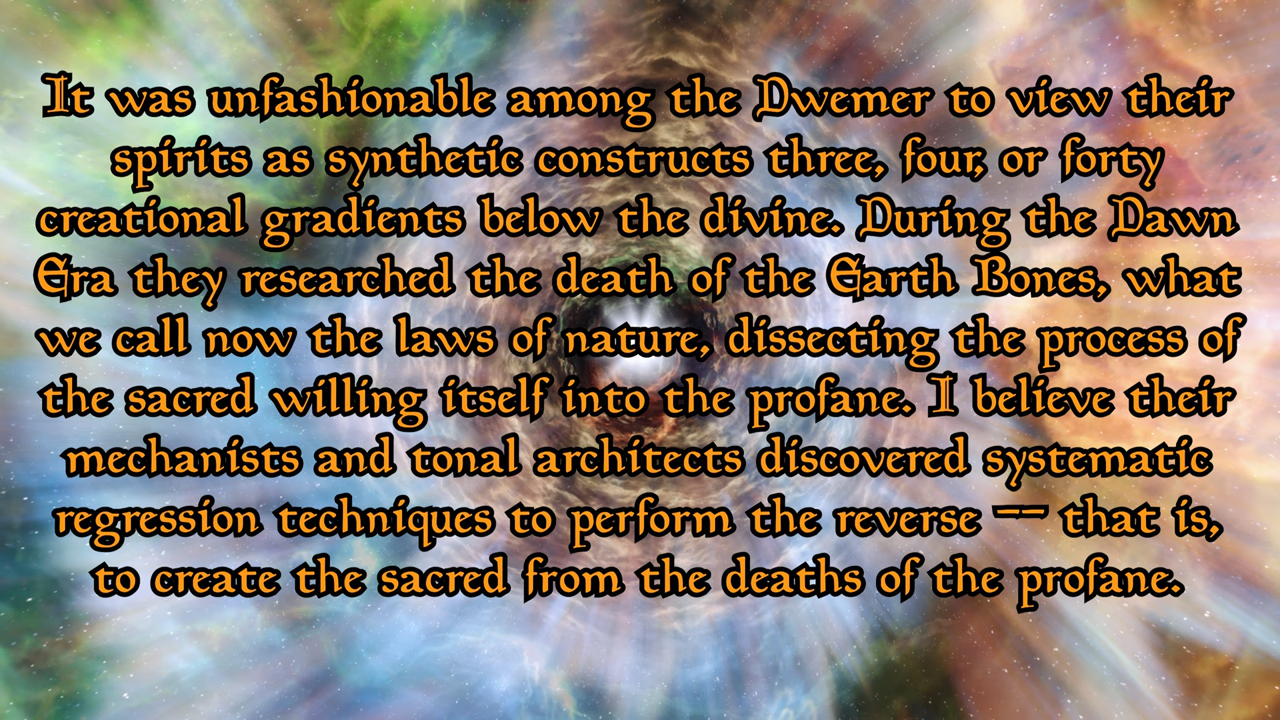 It was unfashionable among the Dwemer to view their
spirits as synthetic constructs three, four, or forty
creational gradients below the divine. During the Dawn
Era they researched the death of the Earth Bones, what
we call now the laws of nature, dissecting the process of
the sacred willing itself into the profane. I believe their
mechanists and tonal architects discovered systematic
regression techniques to perform the reverse -- that is,
to create the sacred from the deaths of the profane.